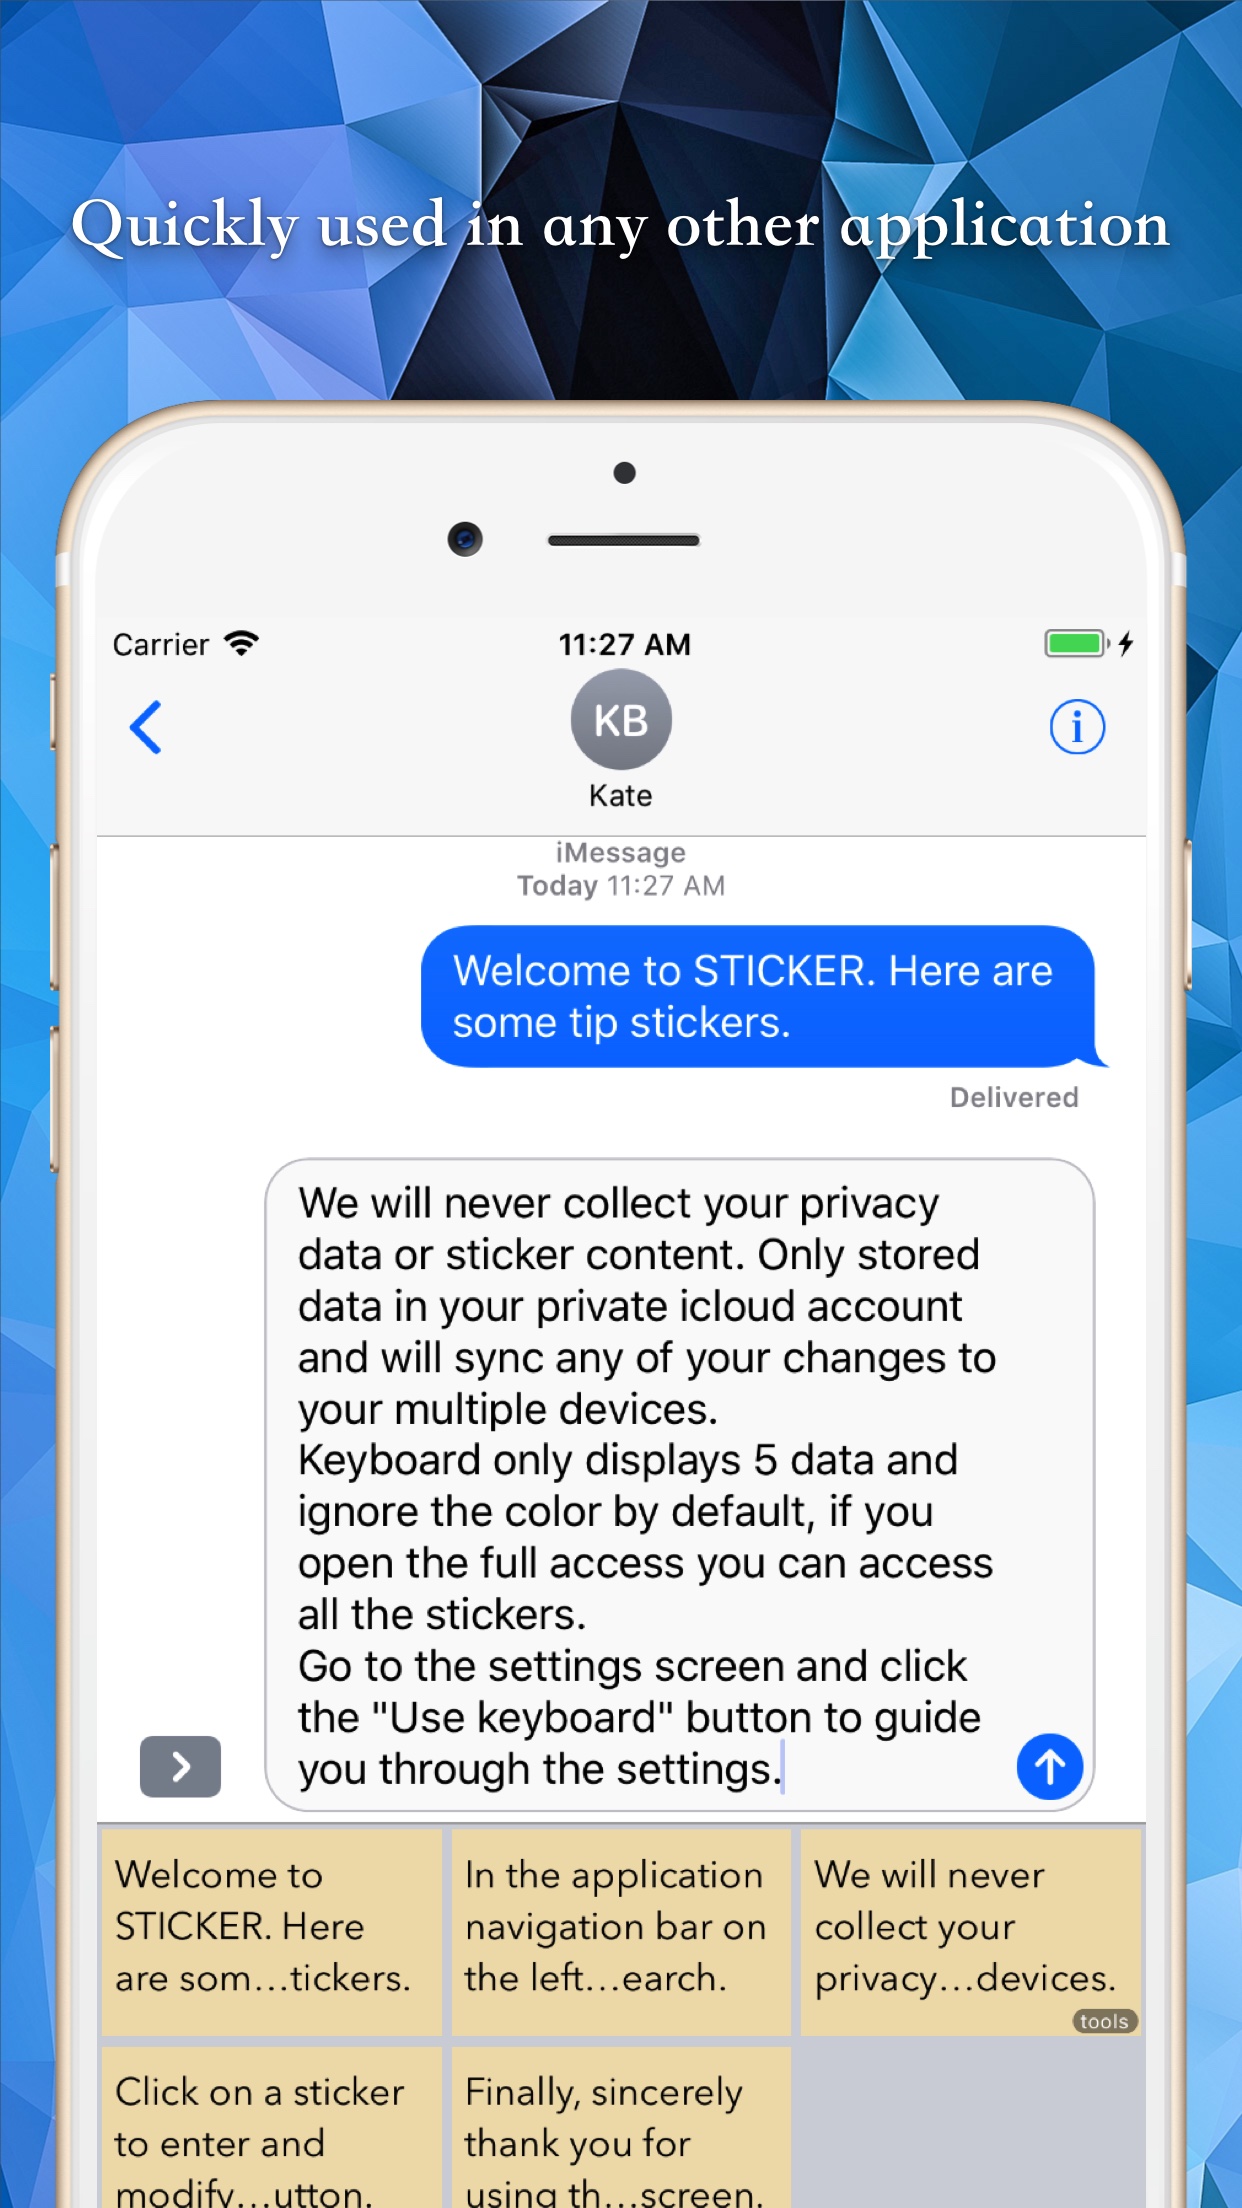 Quickly used in any other application
Carrier
11:27 AM
KB
i
Kate
iMessage
Today 11:27 AM
Welcome to STICKER. Here are
some tip stickers.
Delivered
We will never collect your privacy
data or sticker content. Only stored
data in your private icloud account
and will sync any of your changes to
your multiple devices.
Keyboard only displays 5 data and
ignore the color by default, if you
open the full access you can access
all the stickers.
Go to the settings screen and click
the "Use keyboard" button to guide
you through the settings.
Welcome to
STICKER. Here
are som...tickers.
In the application
navigation bar on
the left...earch.
We will never
collect your
privacy...devices.
tools
Click on a sticker
to enter and
modify...utton.
Finally, sincerely
thank you for
using th...screen.